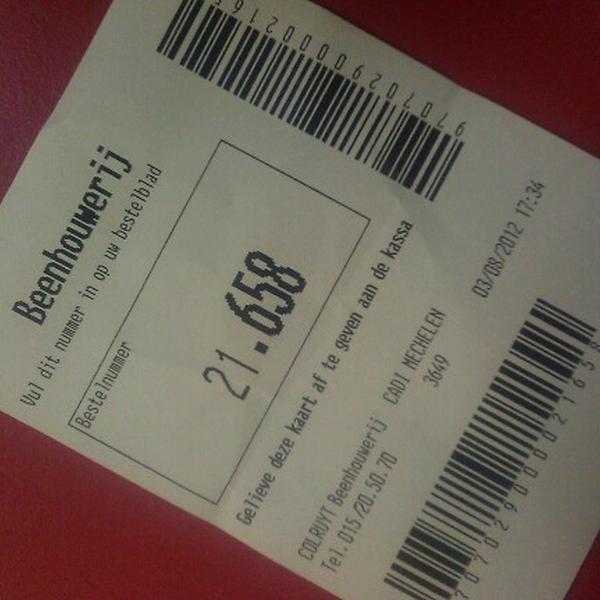 Beenhouwerij
Vul dit nummer in op uw bestelblad
Bestelnummer
21.658
Gelieve deze kaart af te geven aan de kassa
COLRUYT Beenhouwerij CADI MECHELEN
Tel. 015/20.50.70 3649
03/08/2012 17:34